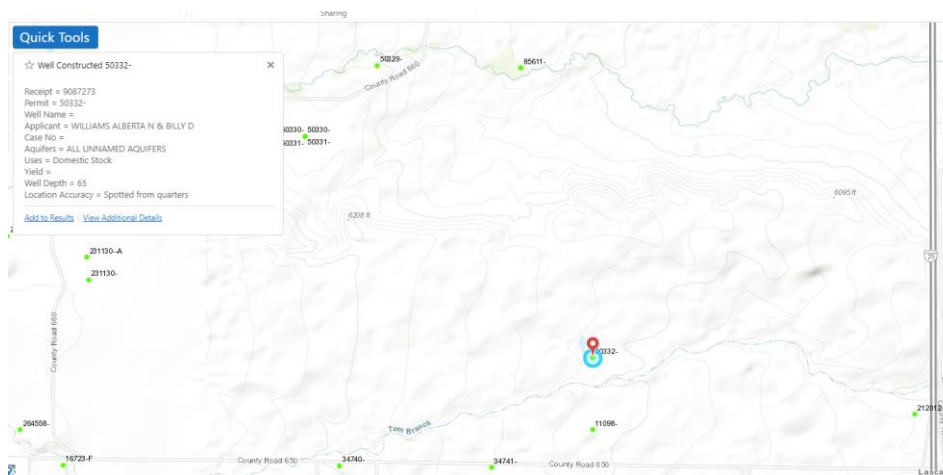 Sharing
Quick Tools
Well Constructed 50332-
Receipt = 9087273
Permit = 50332-
Well Name =
Applicant = WILLIAMS ALBERTA N & BILLY D
Case No =
Aquifers = ALL UNNAMED AQUIFERS
Uses = Domestic Stock
Yield =
Well Depth = 65
Location Accuracy = Spotted from quarters
Add to Results
View Additional Details
50329-
85611-
County Road 660
50330- 50330-
50331- 50331-
6095 ft
6208 ft
231130--A
25
231130-
County Road 660
50332-
212012-
264558-
Tom Branch
11098-
16723-F
County Road 650
34740-
34741-
County Road 650